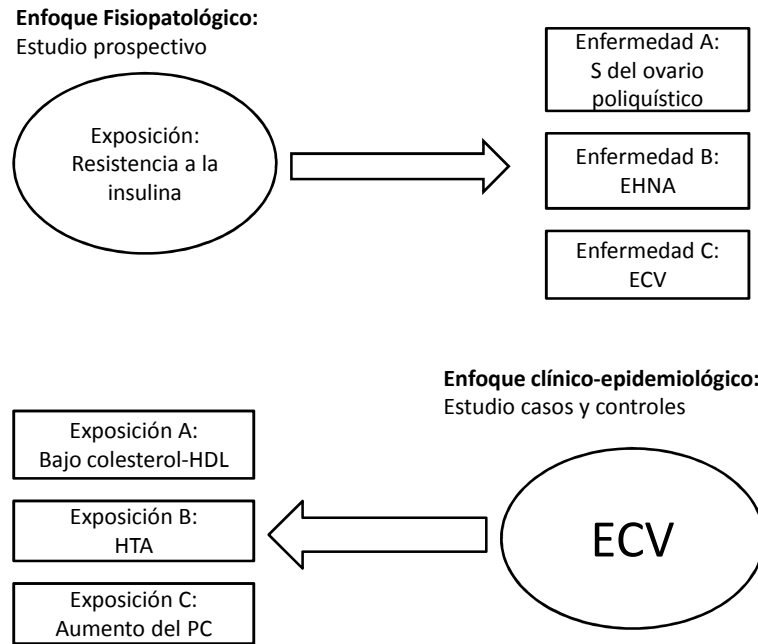 Enfoque Fisiopatológico:
Estudio prospectivo
Exposición:
Resistencia a la
insulina
Enfermedad A:
S del ovario
poliquístico
Enfermedad B:
EHNA
Enfermedad C:
ECV
Enfoque clínico-epidemiológico:
Estudio casos y controles
Exposición A:
Bajo colesterol-HDL
Exposición B:
HTA
Exposición C:
Aumento del PC
ECV